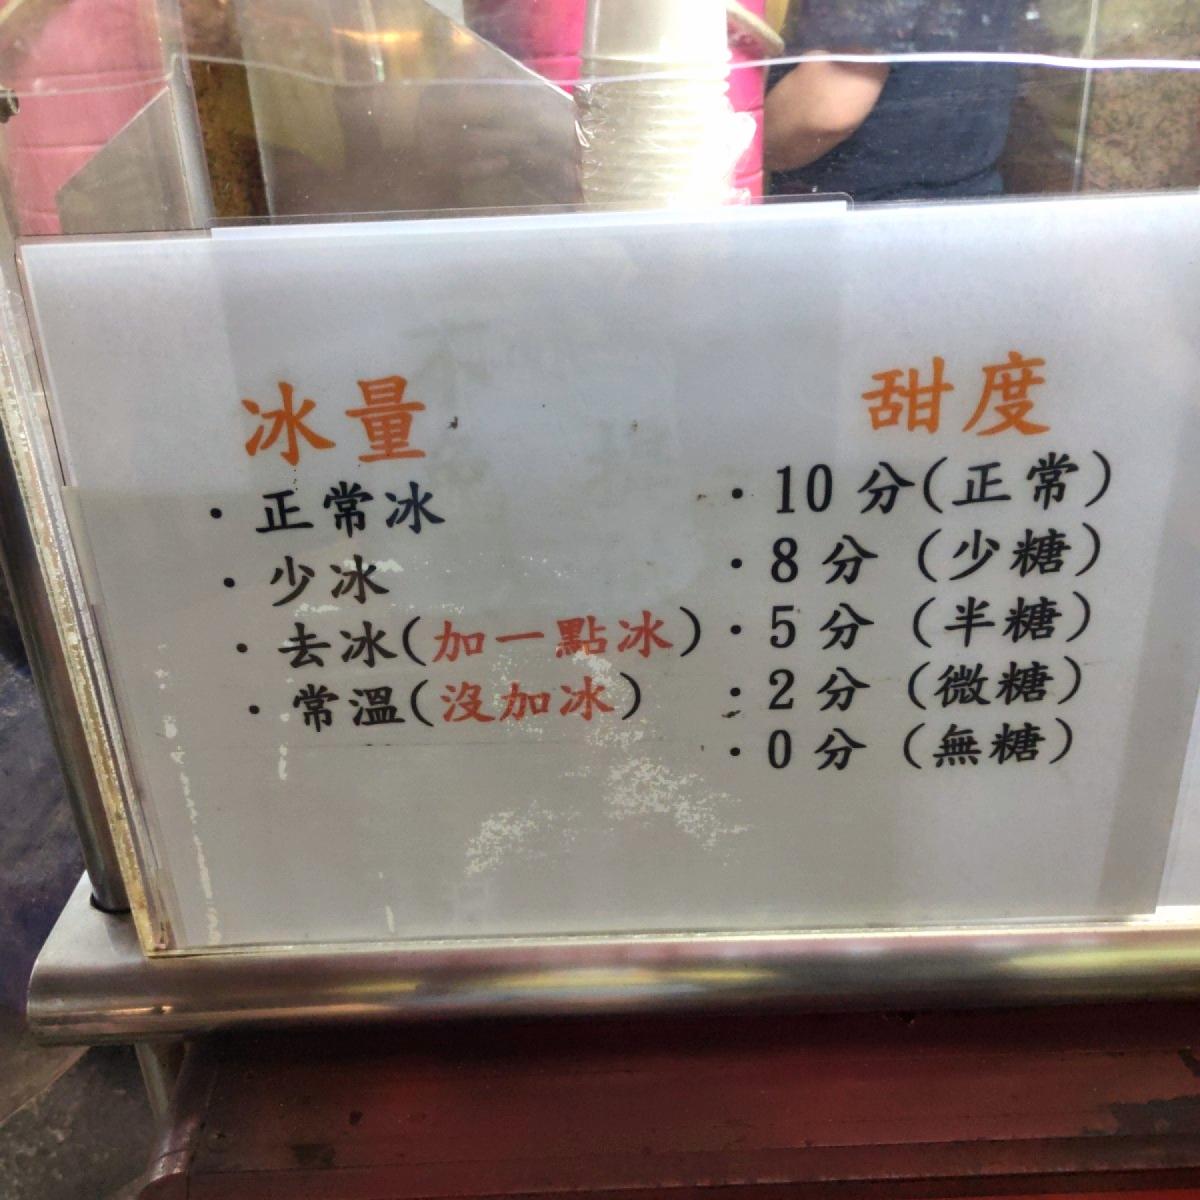 冰量
・正常冰
・少冰
・去冰(加一點冰)
・常溫(沒加冰)
甜度
・10分(正常)
・8分(少糖)
・5分(半糖)
・2分(微糖)
・0分(無糖)